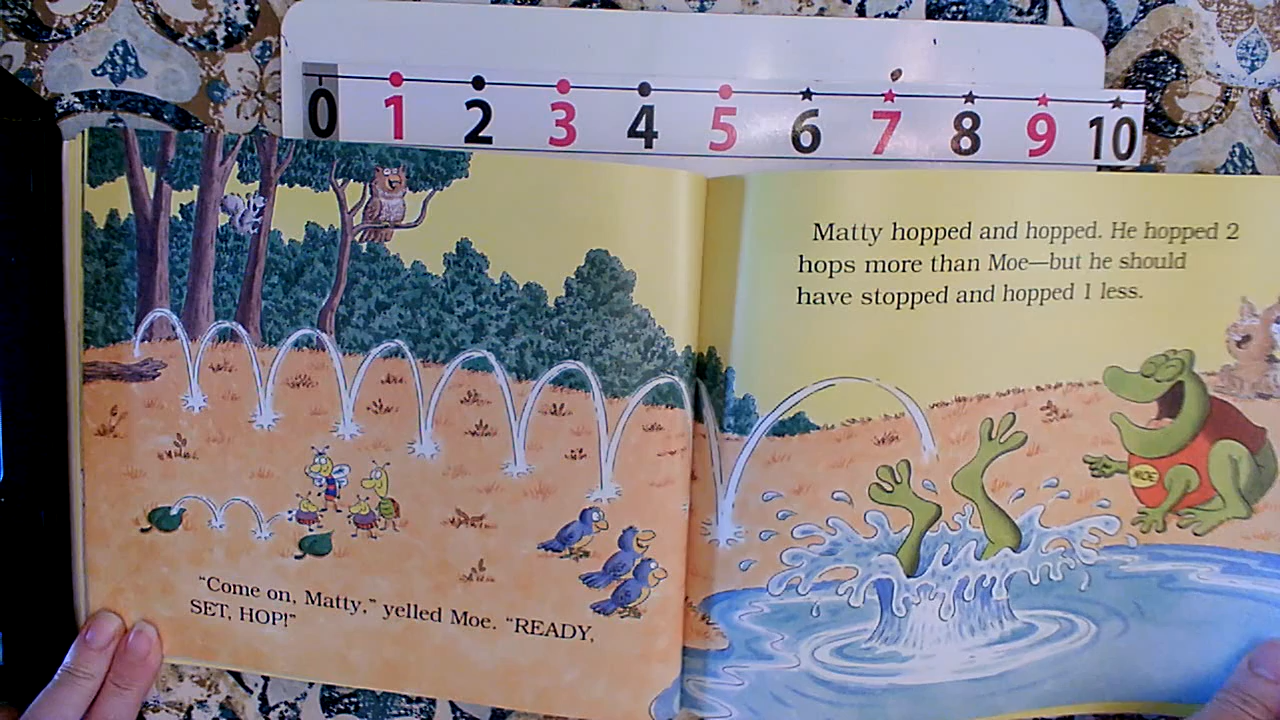 0 1 2 3 4 5 6 7 8 9 10
Matty hopped and hopped. He hopped 2
hops more than Moe—but he should
have stopped and hopped 1 less.
MOE
"Come on, Matty," yelled Moe. "READY,
SET, HOP!"